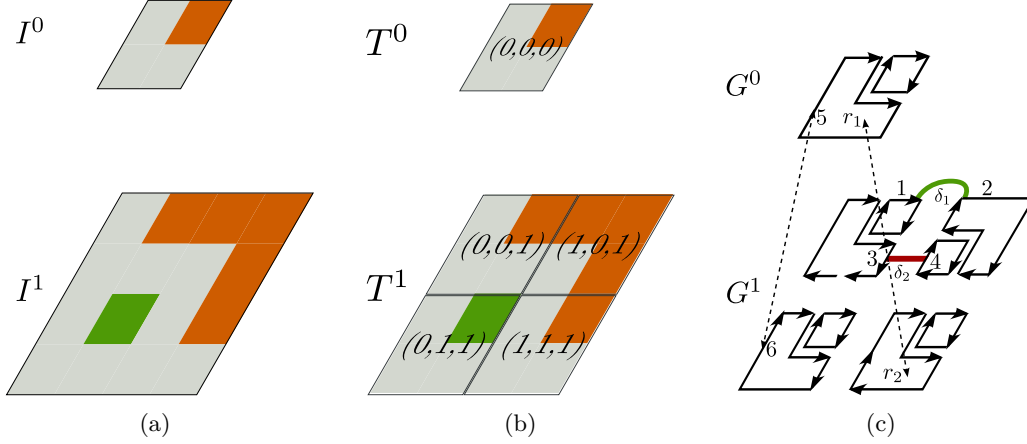 I^0
I^1
(a)
T^0
(0,0,0)
T^1
(0,0,1)
(1,0,1)
(0,1,1)
(1,1,1)
(b)
G^0
5
r_1
1
δ_1
2
3
δ_2
4
G^1
6
r_2
(c)